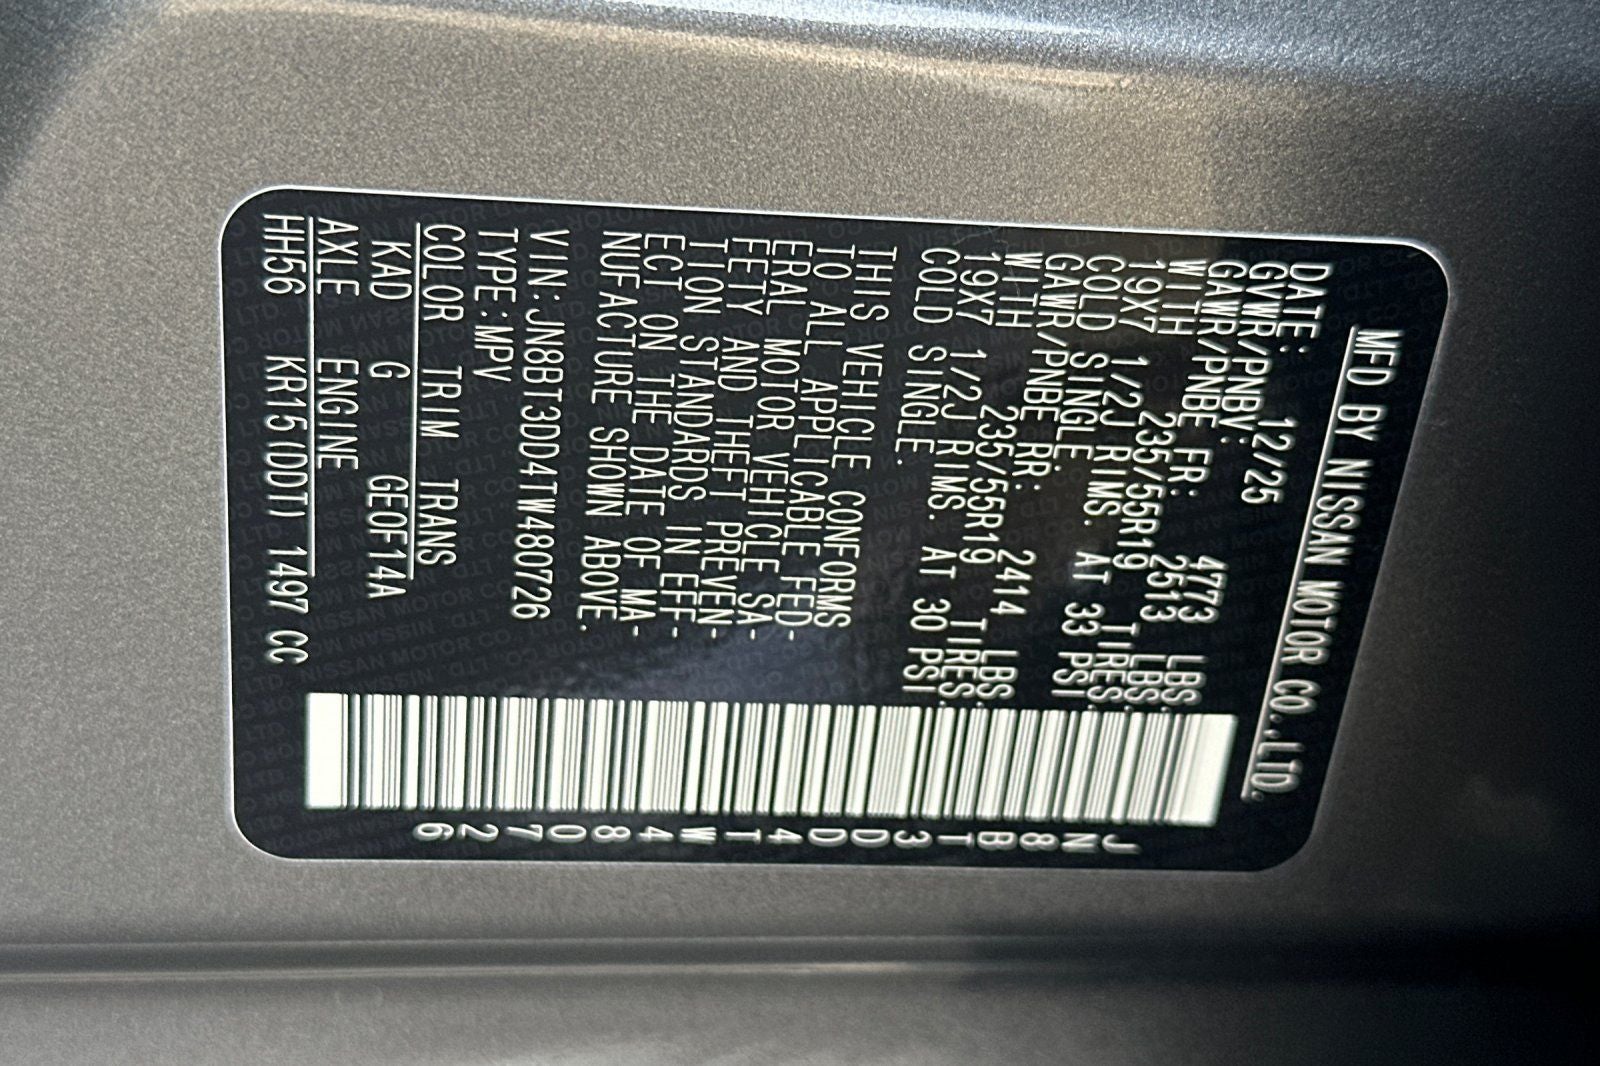 MFD BY NISSAN MOTOR CO.,LTD.
DATE: 12/25
GVWR/PNBV: 4773 LBS.
GAWR/PNBE FR: 2513 LBS.
WITH 235/55R19 TIRES.
19X7 1/2J RIMS. AT 33 PSI
COLD SINGLE.
GAWR/PNBE RR: 2414 LBS.
WITH 235/55R19 TIRES.
19X7 1/2J RIMS. AT 30 PSI.
COLD SINGLE.
THIS VEHICLE CONFORMS
TO ALL APPLICABLE FED-
ERAL MOTOR VEHICLE SA-
FETY AND THEFT PREVEN-
TION STANDARDS IN EFF-
ECT ON THE DATE OF MA-
NUFACTURE SHOWN ABOVE.
VIN:JN8BT3DD4TW480726
TYPE:MPV
COLOR TRIM TRANS
KAD G GE0F14A
AXLE ENGINE
HH56 KR15(DDT) 1497 CC
JN8BT3DD4TW480726